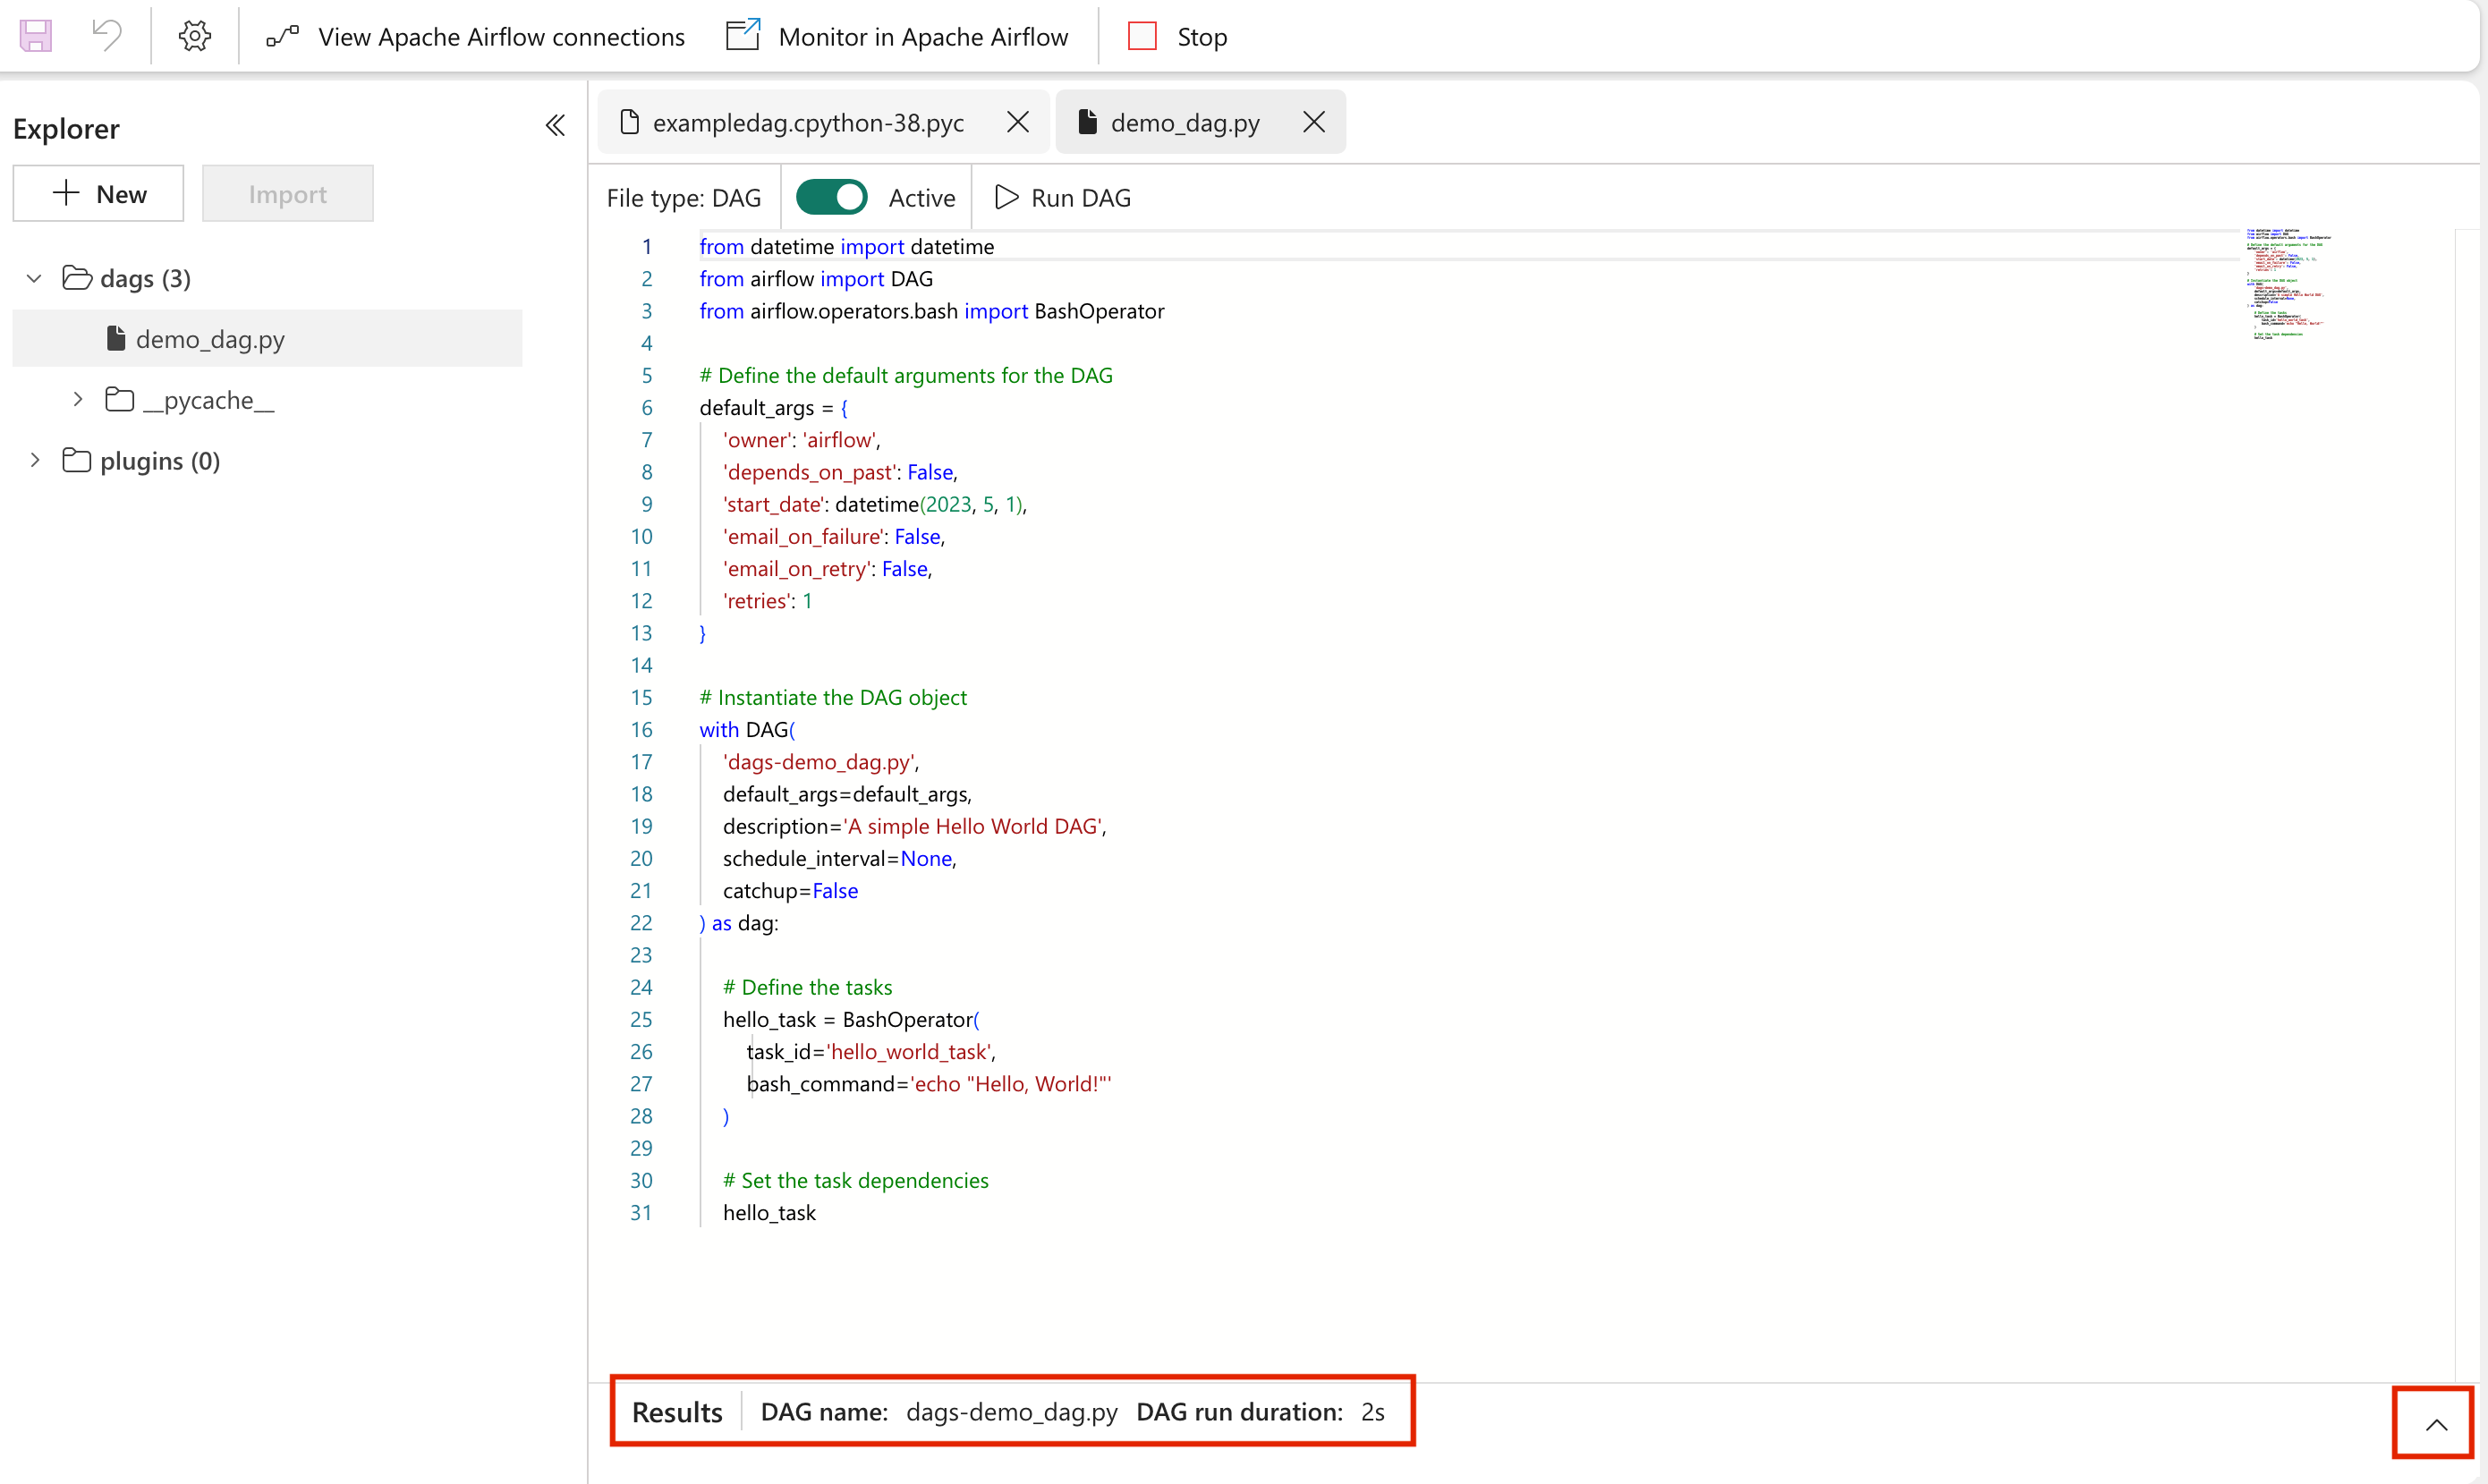 View Apache Airflow connections Monitor in Apache Airflow Stop
Explorer
New Import
dags (3)
demo_dag.py
__pycache__
plugins (0)
exampledag.cpython-38.pyc demo_dag.py
File type: DAG Active Run DAG
1 from datetime import datetime
2 from airflow import DAG
3 from airflow.operators.bash import BashOperator
4
5 # Define the default arguments for the DAG
6 default_args = {
7 'owner': 'airflow',
8 'depends_on_past': False,
9 'start_date': datetime(2023, 5, 1),
10 'email_on_failure': False,
11 'email_on_retry': False,
12 'retries': 1
13 }
14
15 # Instantiate the DAG object
16 with DAG(
17 'dags-demo_dag.py',
18 default_args=default_args,
19 description='A simple Hello World DAG',
20 schedule_interval=None,
21 catchup=False
22 ) as dag:
23
24 # Define the tasks
25 hello_task = BashOperator(
26 task_id='hello_world_task',
27 bash_command='echo "Hello, World!"'
28 )
29
30 # Set the task dependencies
31 hello_task
Results DAG name: dags-demo_dag.py DAG run duration: 2s